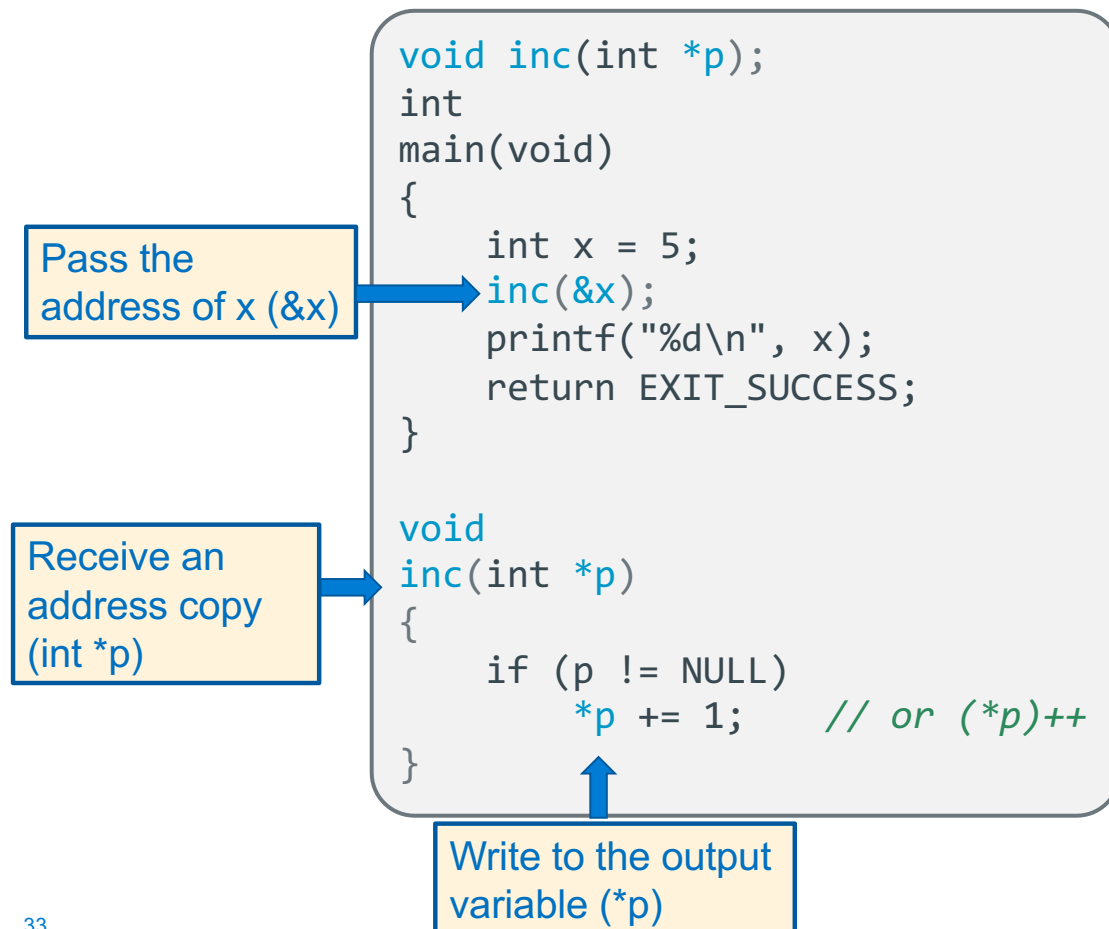 void inc(int *p);
int
main(void)
{
    int x = 5;
Pass the
address of x (&x)
    inc(&x);
    printf("%d\n", x);
    return EXIT_SUCCESS;
}
void
Receive an
address copy
(int *p)
inc(int *p)
{
    if (p != NULL)
        *p += 1;    // or (*p)++
}
Write to the output
variable (*p)
33